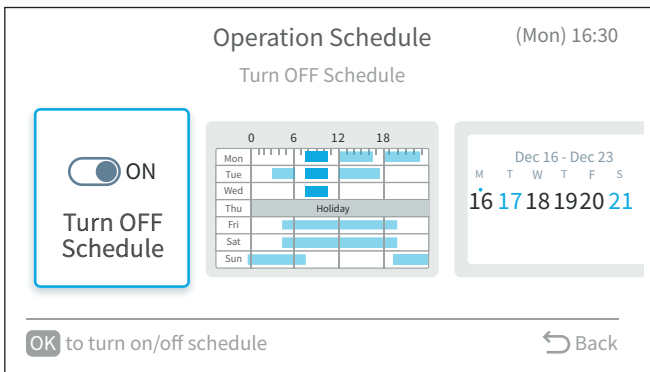 Operation Schedule
(Mon) 16:30
Turn OFF Schedule
ON
Turn OFF
Schedule
0 6 12 18
Mon
Tue
Wed
Thu Holiday
Fri
Sat
Sun
Dec 16 - Dec 23
M T W T F S
16 17 18 19 20 21
OK to turn on/off schedule
Back